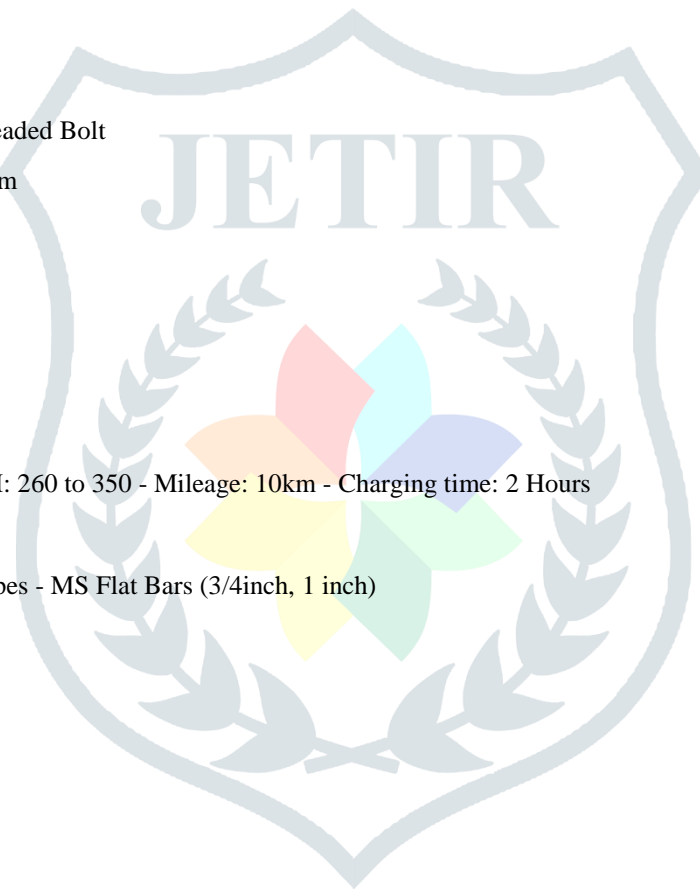 eaded Bolt
JETIR
m
I: 260 to 350 - Mileage: 10km - Charging time: 2 Hours
pes - MS Flat Bars (3/4inch, 1 inch)